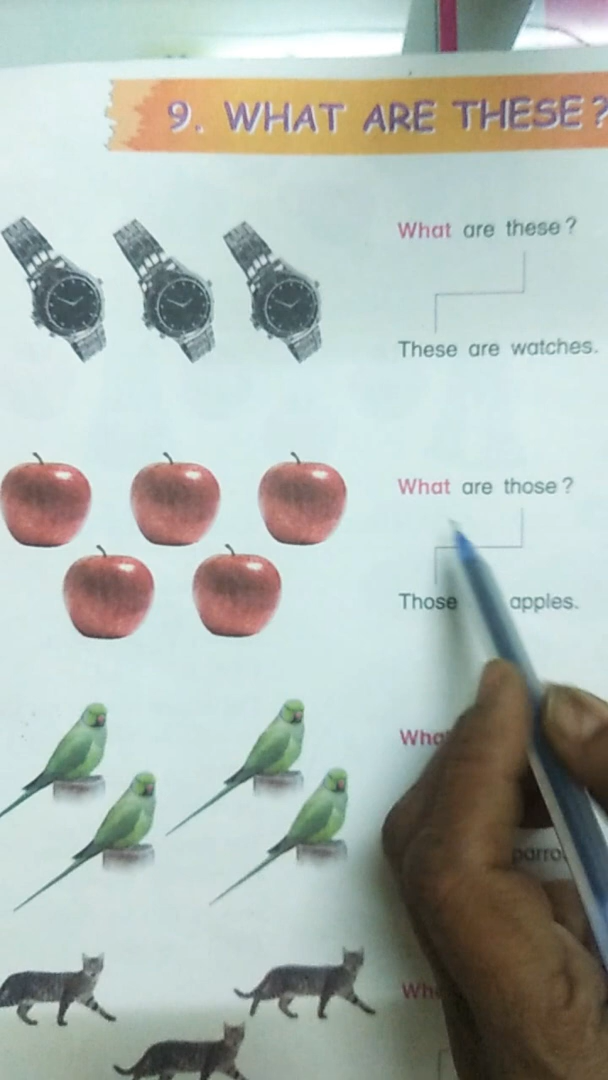 9. WHAT ARE THESE?
What are these?
These are watches.
What are those?
Those apples.